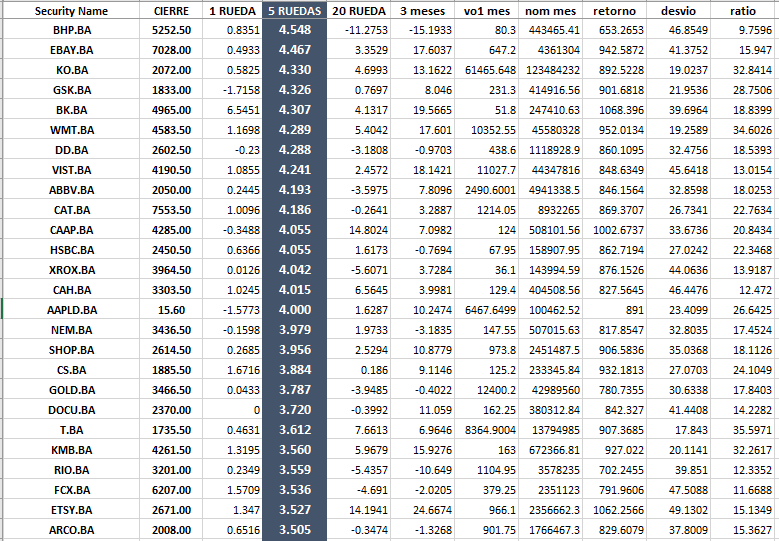 Security Name CIERRE 1 RUEDA 5 RUEDAS 20 RUEDA 3 meses vo1 mes nom mes retorno desvio ratio
BHP.BA 5252.50 0.8351 4.548 -11.2753 -15.1933 80.3 443465.41 653.2653 46.8549 9.7596
EBAY.BA 7028.00 0.4933 4.467 3.3529 17.6037 647.2 4361304 942.5872 41.3752 15.947
KO.BA 2072.00 0.5825 4.330 4.6993 13.1622 61465.648 123484232 892.5228 19.0237 32.8414
GSK.BA 1833.00 -1.7158 4.326 0.7697 8.046 231.3 414916.56 901.6818 21.9536 28.7506
BK.BA 4965.00 6.5451 4.307 4.1317 19.5665 51.8 247410.63 1068.396 39.6964 18.8399
WMT.BA 4583.50 1.1698 4.289 5.4042 17.601 10352.55 45580328 952.0134 19.2589 34.6026
DD.BA 2602.50 -0.23 4.288 -3.1808 -0.9703 438.6 1118928.9 860.1095 32.4756 18.5393
VIST.BA 4190.50 1.0855 4.241 2.4572 18.1421 11027.7 44347816 848.6349 45.6418 13.0154
ABBV.BA 2050.00 0.2445 4.193 -3.5975 7.8096 2490.6001 4941338.5 846.1564 32.8598 18.0253
CAT.BA 7553.50 1.0096 4.186 -0.2641 3.2887 1214.05 8932265 869.3707 26.7341 22.7634
CAAP.BA 4285.00 -0.3488 4.055 14.8024 7.0982 124 508101.56 1002.6737 33.6736 20.8434
HSBC.BA 2450.50 0.6366 4.055 1.6173 -0.7694 67.95 158907.95 862.7194 27.0242 22.3468
XROX.BA 3964.50 0.0126 4.042 -5.6071 3.7284 36.1 143994.59 876.1526 44.0636 13.9187
CAH.BA 3303.50 1.0245 4.015 6.5645 3.9981 129.4 404508.56 827.5645 46.4476 12.472
AAPLD.BA 15.60 -1.5773 4.000 1.6287 10.2474 6467.6499 100462.52 891 23.4099 26.6425
NEM.BA 3436.50 -0.1598 3.979 1.9733 -3.1835 147.55 507015.63 817.8547 32.8035 17.4524
SHOP.BA 2614.50 0.2685 3.956 2.5294 10.8779 973.8 2451487.5 906.5836 35.0368 18.1126
CS.BA 1885.50 1.6716 3.884 0.186 9.1146 125.2 233345.84 932.1813 27.0703 24.1049
GOLD.BA 3466.50 0.0433 3.787 -3.9485 -0.4022 12400.2 42989560 780.7355 30.6338 17.8403
DOCU.BA 2370.00 0 3.720 -0.3992 11.059 162.25 380312.84 842.327 41.4408 14.2282
T.BA 1735.50 0.4631 3.612 7.6613 6.9646 8364.9004 13794985 907.3685 17.843 35.5971
KMB.BA 4261.50 1.3195 3.560 5.9679 15.9276 163 672366.81 927.022 20.1141 32.2617
RIO.BA 3201.00 0.2349 3.559 -5.4357 -10.649 1104.95 3578235 702.2455 39.851 12.3352
FCX.BA 6207.00 1.5709 3.536 -4.691 -2.0205 379.25 2351123 791.9606 47.5088 11.6688
ETSY.BA 2671.00 1.347 3.527 14.1941 24.6674 966.1 2356662.3 1062.2566 49.1302 15.1349
ARCO.BA 2008.00 0.6516 3.505 -0.3474 -1.3268 901.75 1766467.3 829.6079 37.8009 15.3627